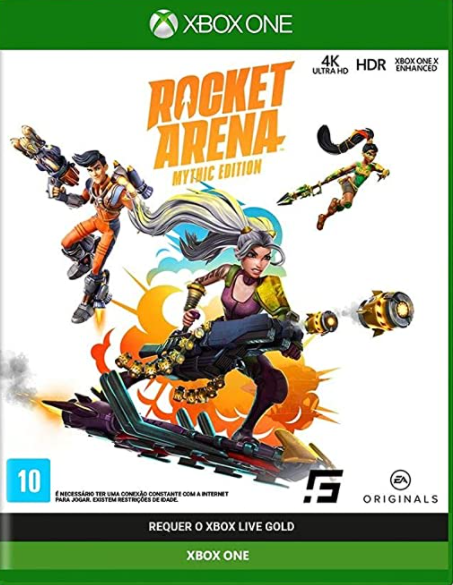 XBOX ONE
4K
ULTRA HD
HDR
XBOX ONE X
ENHANCED
ROCKET
ARENA™
MYTHIC EDITION
10
É NECESSÁRIO TER UMA CONEXÃO CONSTANTE COM A INTERNET
PARA JOGAR. EXISTEM RESTRIÇÕES DE IDADE.
EA
ORIGINALS
REQUER O XBOX LIVE GOLD
XBOX ONE